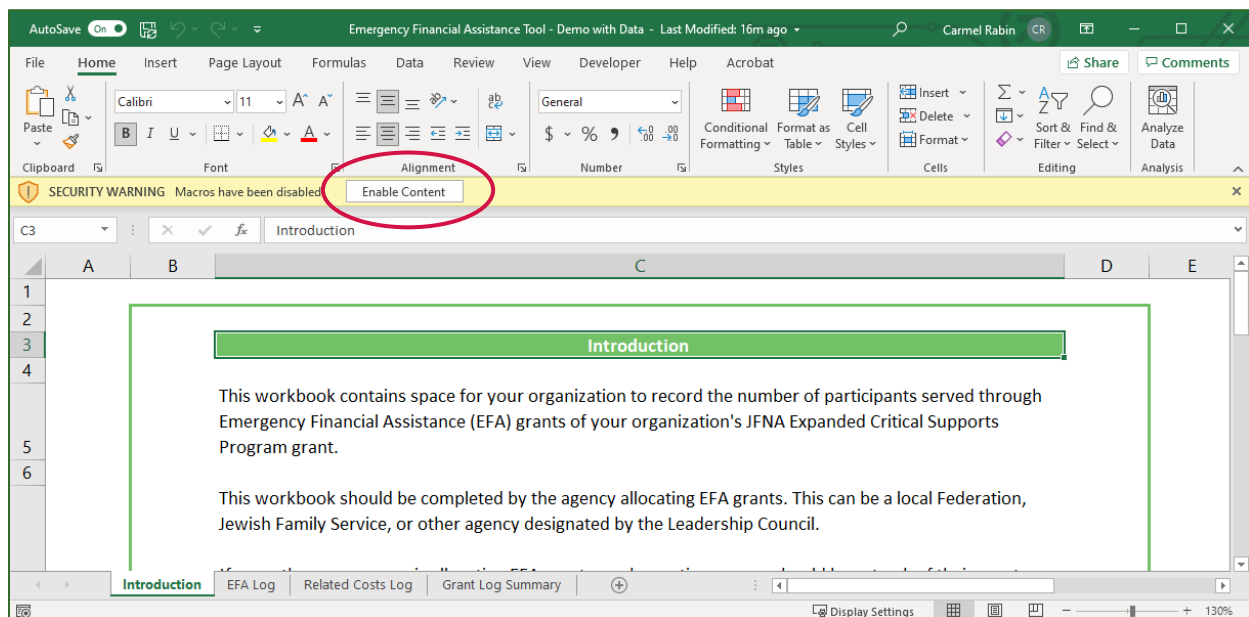 AutoSave On Emergency Financial Assistance Tool - Demo with Data - Last Modified: 16m ago Carmel Rabin CR
File Home Insert Page Layout Formulas Data Review View Developer Help Acrobat Share Comments
Paste Calibri 11 A^ A˅ ab General Insert Σ
B I U A $ % 9 Conditional Formatting Format as Table Cell Styles Delete Format Sort & Filter Find & Select Analyze Data
Clipboard Font Alignment Number Styles Cells Editing Analysis
SECURITY WARNING Macros have been disabled Enable Content
C3 fx Introduction
A B C D E
1
2
3 Introduction
4
This workbook contains space for your organization to record the number of participants served through
Emergency Financial Assistance (EFA) grants of your organization's JFNA Expanded Critical Supports
5 Program grant.
6
This workbook should be completed by the agency allocating EFA grants. This can be a local Federation,
Jewish Family Service, or other agency designated by the Leadership Council.
Introduction EFA Log Related Costs Log Grant Log Summary
Display Settings 130%